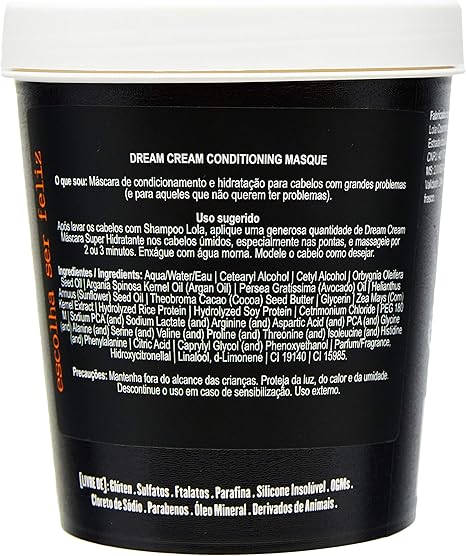 DREAM CREAM CONDITIONING MASQUE
O que sou: Máscara de condicionamento e hidratação para cabelos com grandes problemas
(e para aqueles que não querem ter problemas).
Uso sugerido
Após lavar os cabelos com Shampoo Lola, aplique uma generosa quantidade de Dream Cream
Máscara Super Hidratante nos cabelos úmidos, especialmente nas pontas, e massageie por
2 ou 3 minutos. Enxágue com água morna. Modele o cabelo como desejar.
Ingredientes / Ingredients: Aqua/Water/Eau | Cetearyl Alcohol | Cetyl Alcohol | Orbygnia Oleifera
Seed Oil | Argania Spinosa Kernel Oil (Argan Oil) | Persea Gratíssima (Avocado) Oil | Helianthus
Annuus (Sunflower) Seed Oil | Theobroma Cacao (Cocoa) Seed Butter | Glycerin | Zea Mays (Corn)
Kernel Extract | Hydrolyzed Rice Protein | Hydrolyzed Soy Protein | Cetrimonium Chloride | PEG 180
M | Sodium PCA (and) Sodium Lactate (and) Arginine (and) Aspartic Acid (and) PCA (and) Glycine
(and) Alanine (and) Serine (and) Valine (and) Proline (and) Threonine (and) Isoleucine (and) Histidine
(and) Phenylalanine | Citric Acid | Caprylyl Glycol (and) Phenoxyethanol | Parfum/Fragrance,
Hidroxycitronellal | Linalool, d-Limonène | CI 19140 | CI 15985.
Precauções: Mantenha fora do alcance das crianças. Proteja da luz, do calor e da umidade.
Descontinue o uso em caso de sensibilização. Uso externo.
[LIVRE DE]: Glúten . Sulfatos . Ftalatos . Parafina . Silicone Insolúvel . OGMs .
Cloreto de Sódio . Parabenos . Óleo Mineral . Derivados de Animais .
escolha ser feliz